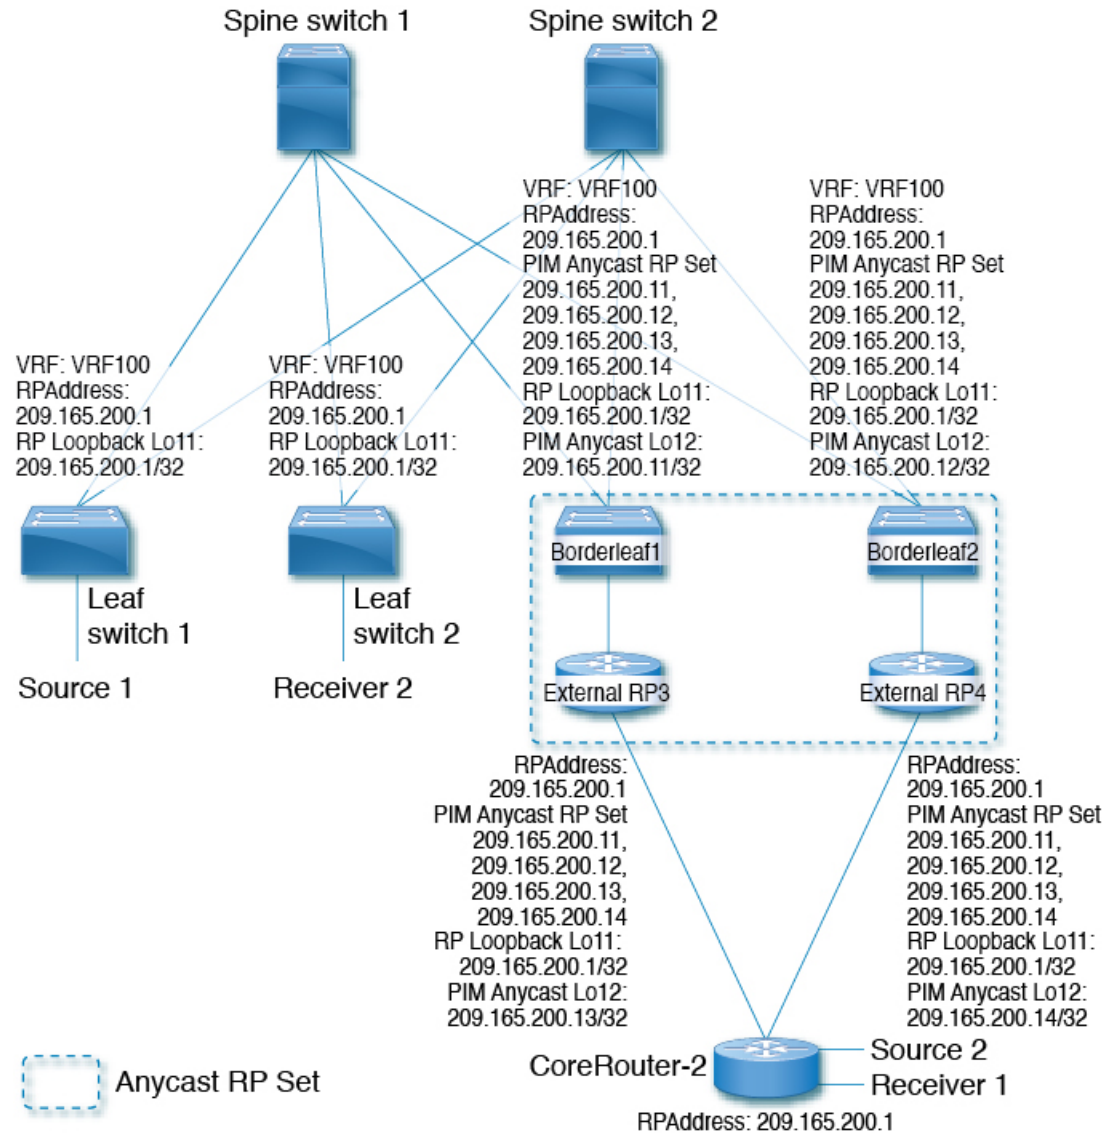 Spine switch 1
Spine switch 2
VRF: VRF100
RPAddress:
209.165.200.1
PIM Anycast RP Set
209.165.200.11,
209.165.200.12,
209.165.200.13,
209.165.200.14
RP Loopback Lo11:
209.165.200.1/32
PIM Anycast Lo12:
209.165.200.11/32
VRF: VRF100
RPAddress:
209.165.200.1
PIM Anycast RP Set
209.165.200.11,
209.165.200.12,
209.165.200.13,
209.165.200.14
RP Loopback Lo11:
209.165.200.1/32
PIM Anycast Lo12:
209.165.200.12/32
VRF: VRF100
RPAddress:
209.165.200.1
RP Loopback Lo11:
209.165.200.1/32
VRF: VRF100
RPAddress:
209.165.200.1
RP Loopback Lo11:
209.165.200.1/32
Borderleaf1
Borderleaf2
Leaf
switch 1
Leaf
switch 2
Source 1
Receiver 2
External RP3
External RP4
RPAddress:
209.165.200.1
PIM Anycast RP Set
209.165.200.11,
209.165.200.12,
209.165.200.13,
209.165.200.14
RP Loopback Lo11:
209.165.200.1/32
PIM Anycast Lo12:
209.165.200.13/32
RPAddress:
209.165.200.1
PIM Anycast RP Set
209.165.200.11,
209.165.200.12,
209.165.200.13,
209.165.200.14
RP Loopback Lo11:
209.165.200.1/32
PIM Anycast Lo12:
209.165.200.14/32
CoreRouter-2
Source 2
Receiver 1
RPAddress: 209.165.200.1
Anycast RP Set